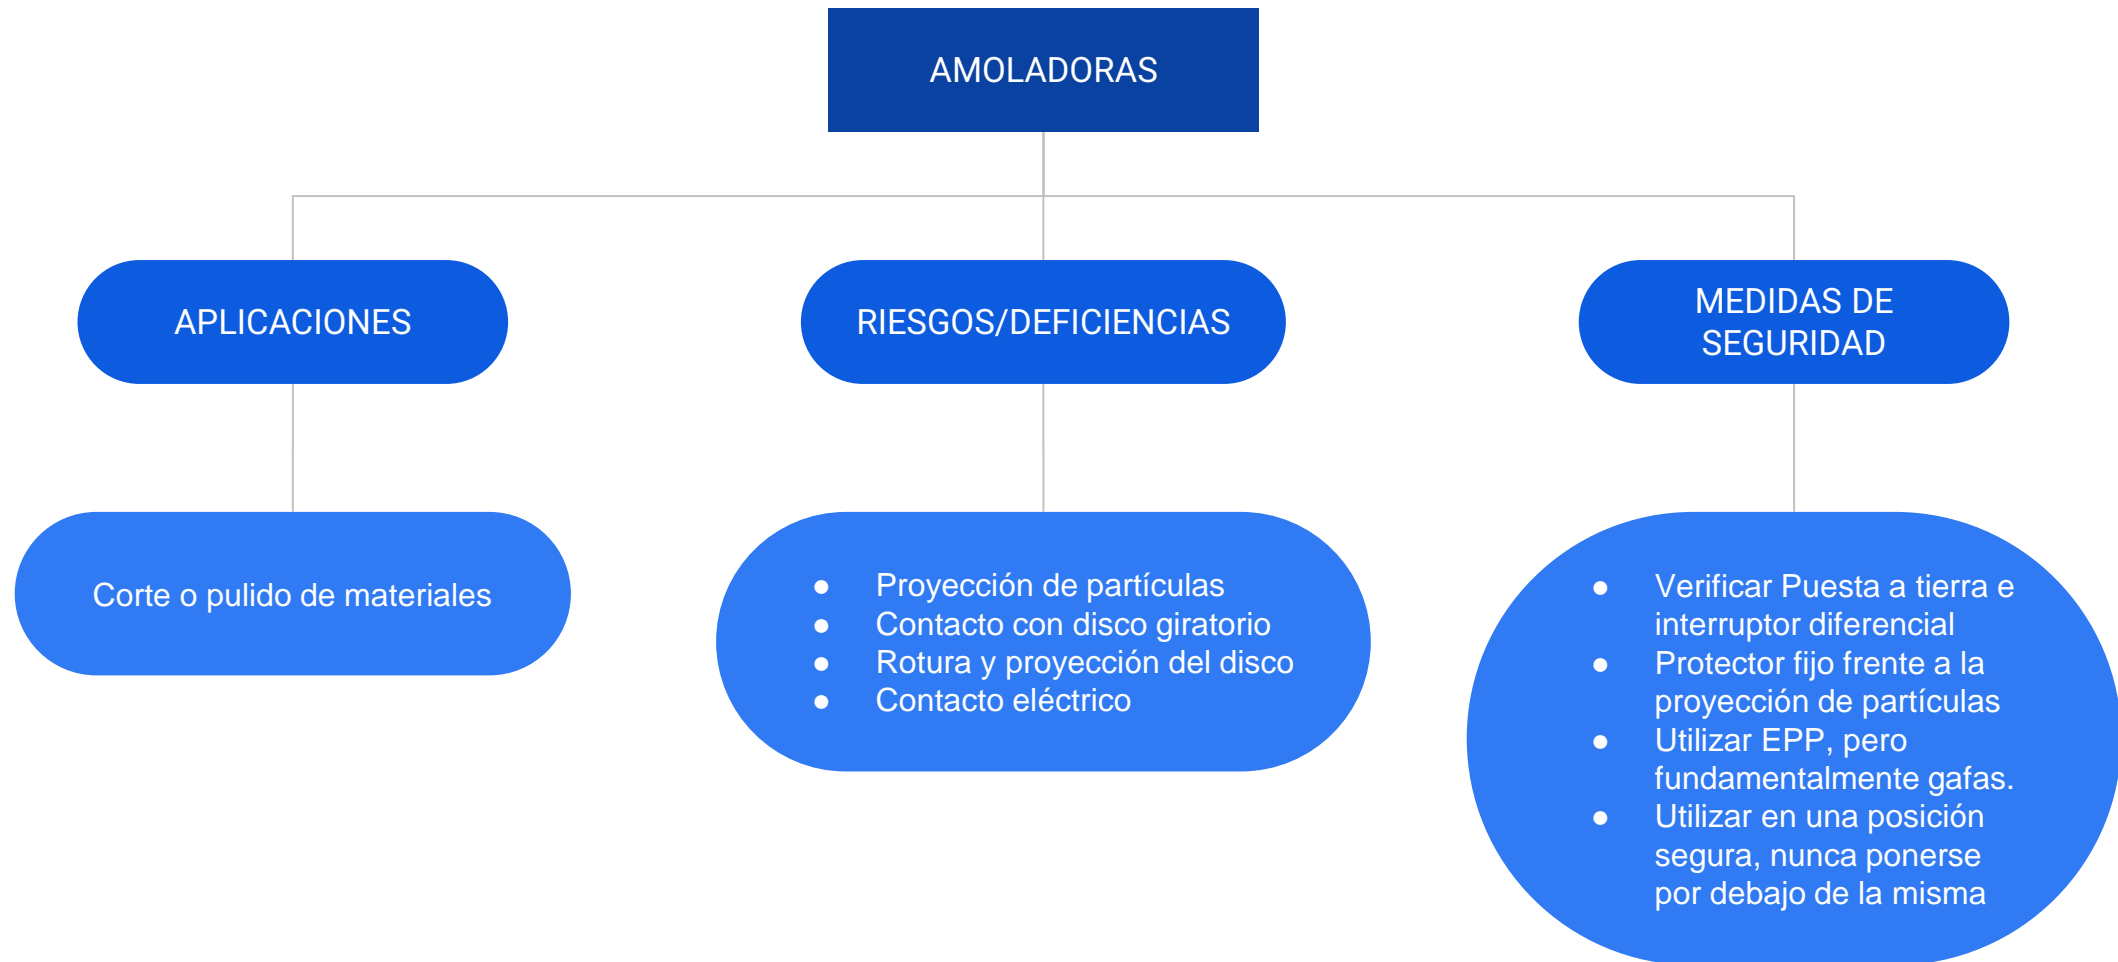 AMOLADORAS
APLICACIONES
RIESGOS/DEFICIENCIAS
MEDIDAS DE
SEGURIDAD
Corte o pulido de materiales
● Proyección de partículas
● Contacto con disco giratorio
● Rotura y proyección del disco
● Contacto eléctrico
● Verificar Puesta a tierra e
interruptor diferencial
● Protector fijo frente a la
proyección de partículas
● Utilizar EPP, pero
fundamentalmente gafas.
● Utilizar en una posición
segura, nunca ponerse
por debajo de la misma